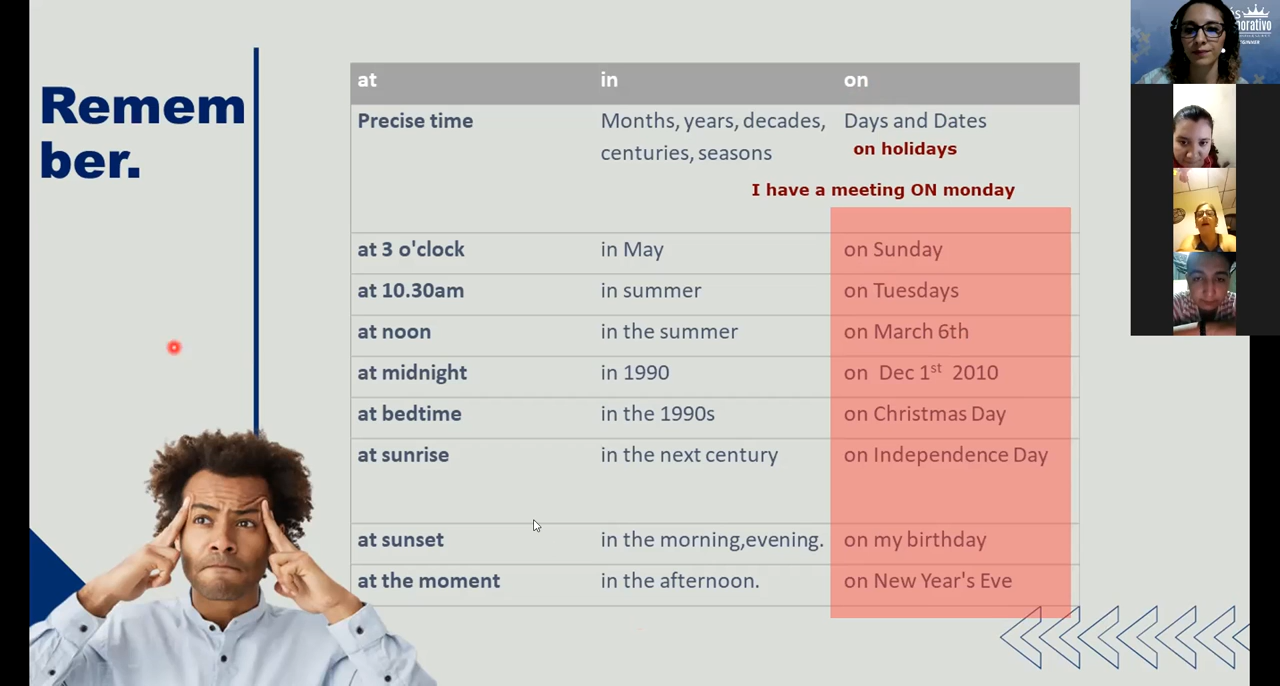 Remem
ber.
at in on
Precise time Months, years, decades, Days and Dates
centuries, seasons on holidays
I have a meeting ON monday
at 3 o'clock in May on Sunday
at 10.30am in summer on Tuesdays
at noon in the summer on March 6th
at midnight in 1990 on Dec 1st 2010
at bedtime in the 1990s on Christmas Day
at sunrise in the next century on Independence Day
at sunset in the morning,evening. on my birthday
at the moment in the afternoon. on New Year's Eve